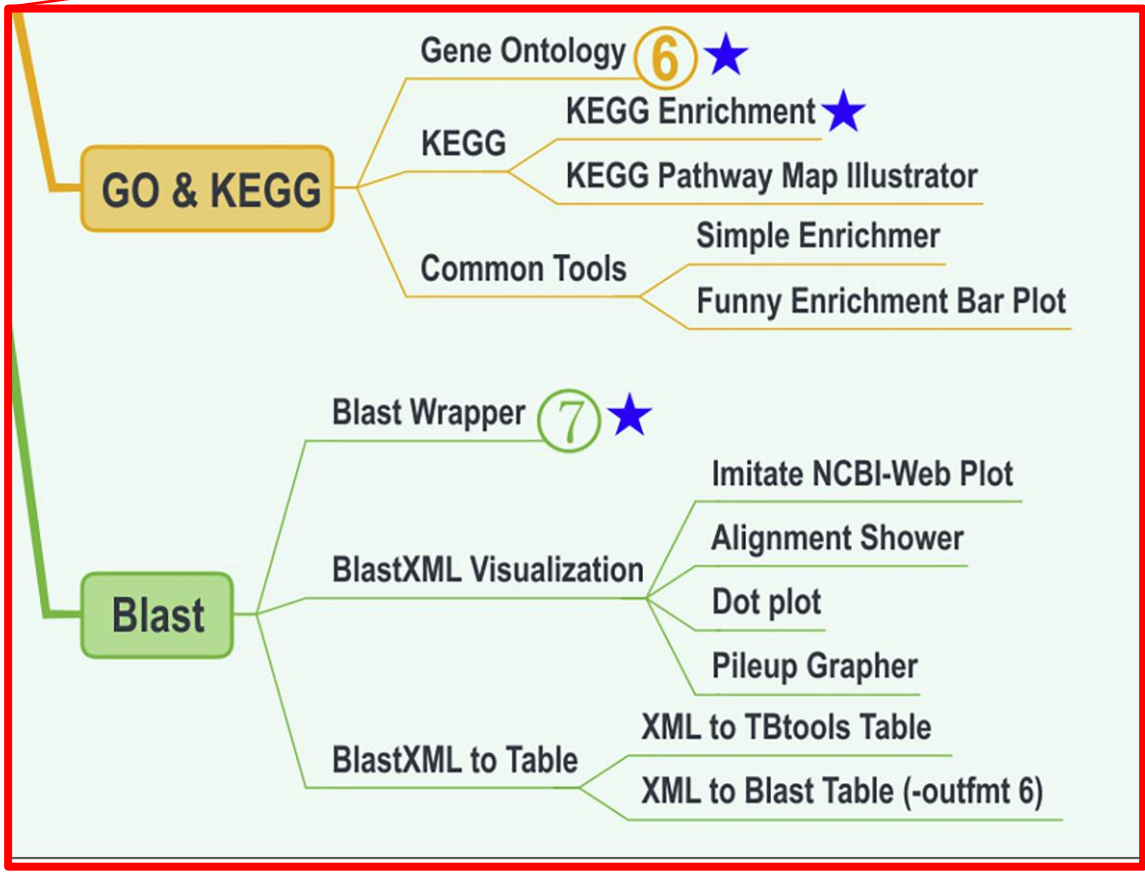 Gene Ontology ⑥
KEGG Enrichment
KEGG
KEGG Pathway Map Illustrator
GO & KEGG
Simple Enrichmer
Common Tools
Funny Enrichment Bar Plot
Blast Wrapper ⑦
Imitate NCBI-Web Plot
Alignment Shower
BlastXML Visualization
Dot plot
Blast
Pileup Grapher
XML to TBtools Table
BlastXML to Table
XML to Blast Table (-outfmt 6)